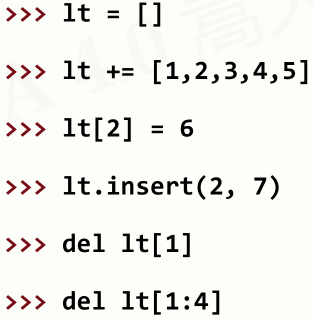 >>> lt = []
>>> lt += [1,2,3,4,5]
>>> lt[2] = 6
>>> lt.insert(2, 7)
>>> del lt[1]
>>> del lt[1:4]